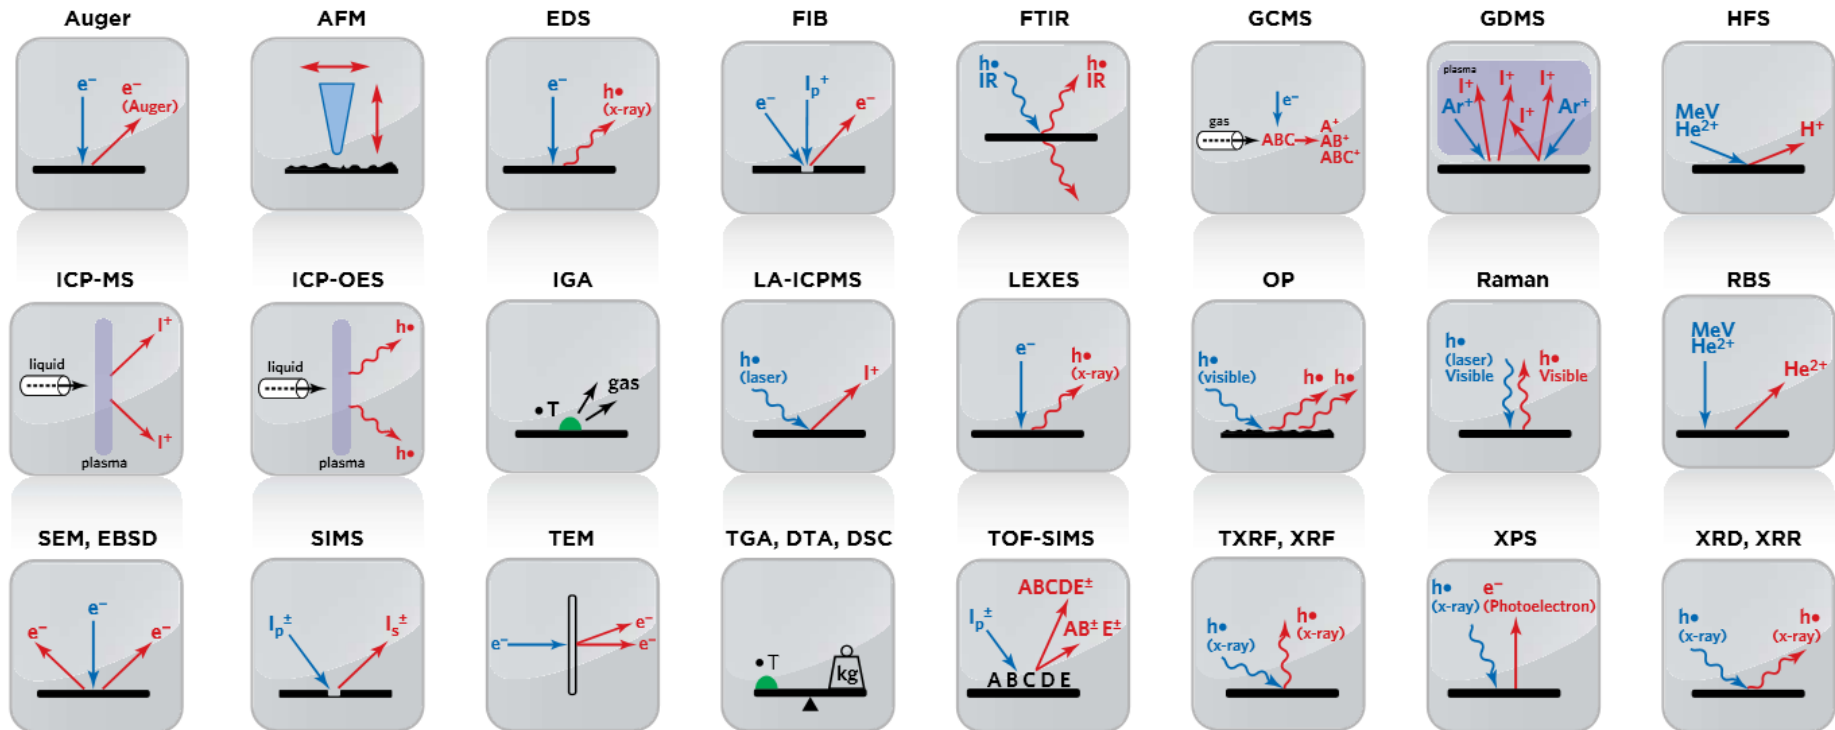 Auger
AFM
EDS
FIB
FTIR
GCMS
GDMS
HFS
e⁻
e⁻
(Auger)
e⁻
h•
(x-ray)
e⁻
Iₚ⁺
e⁻
h•
IR
h•
IR
gas
e⁻
ABC
A⁺
AB⁺
ABC⁺
plasma
I⁺
I⁺
I⁺
Ar⁺
I⁺
Ar⁺
MeV
He²⁺
H⁺
ICP-MS
ICP-OES
IGA
LA-ICPMS
LEXES
OP
Raman
RBS
liquid
I⁺
I⁺
plasma
liquid
h•
h•
plasma
• T
gas
h•
(laser)
I⁺
e⁻
h•
(x-ray)
h•
(visible)
h•
h•
h•
(laser)
Visible
h•
Visible
MeV
He²⁺
He²⁺
SEM, EBSD
SIMS
TEM
TGA, DTA, DSC
TOF-SIMS
TXRF, XRF
XPS
XRD, XRR
e⁻
e⁻
e⁻
Iₚ±
Iₛ±
e⁻
e⁻
e⁻
• T
kg
Iₚ±
ABCDE±
AB± E±
A B C D E
h•
(x-ray)
h•
(x-ray)
h•
(x-ray)
e⁻
(Photoelectron)
h•
(x-ray)
h•
(x-ray)